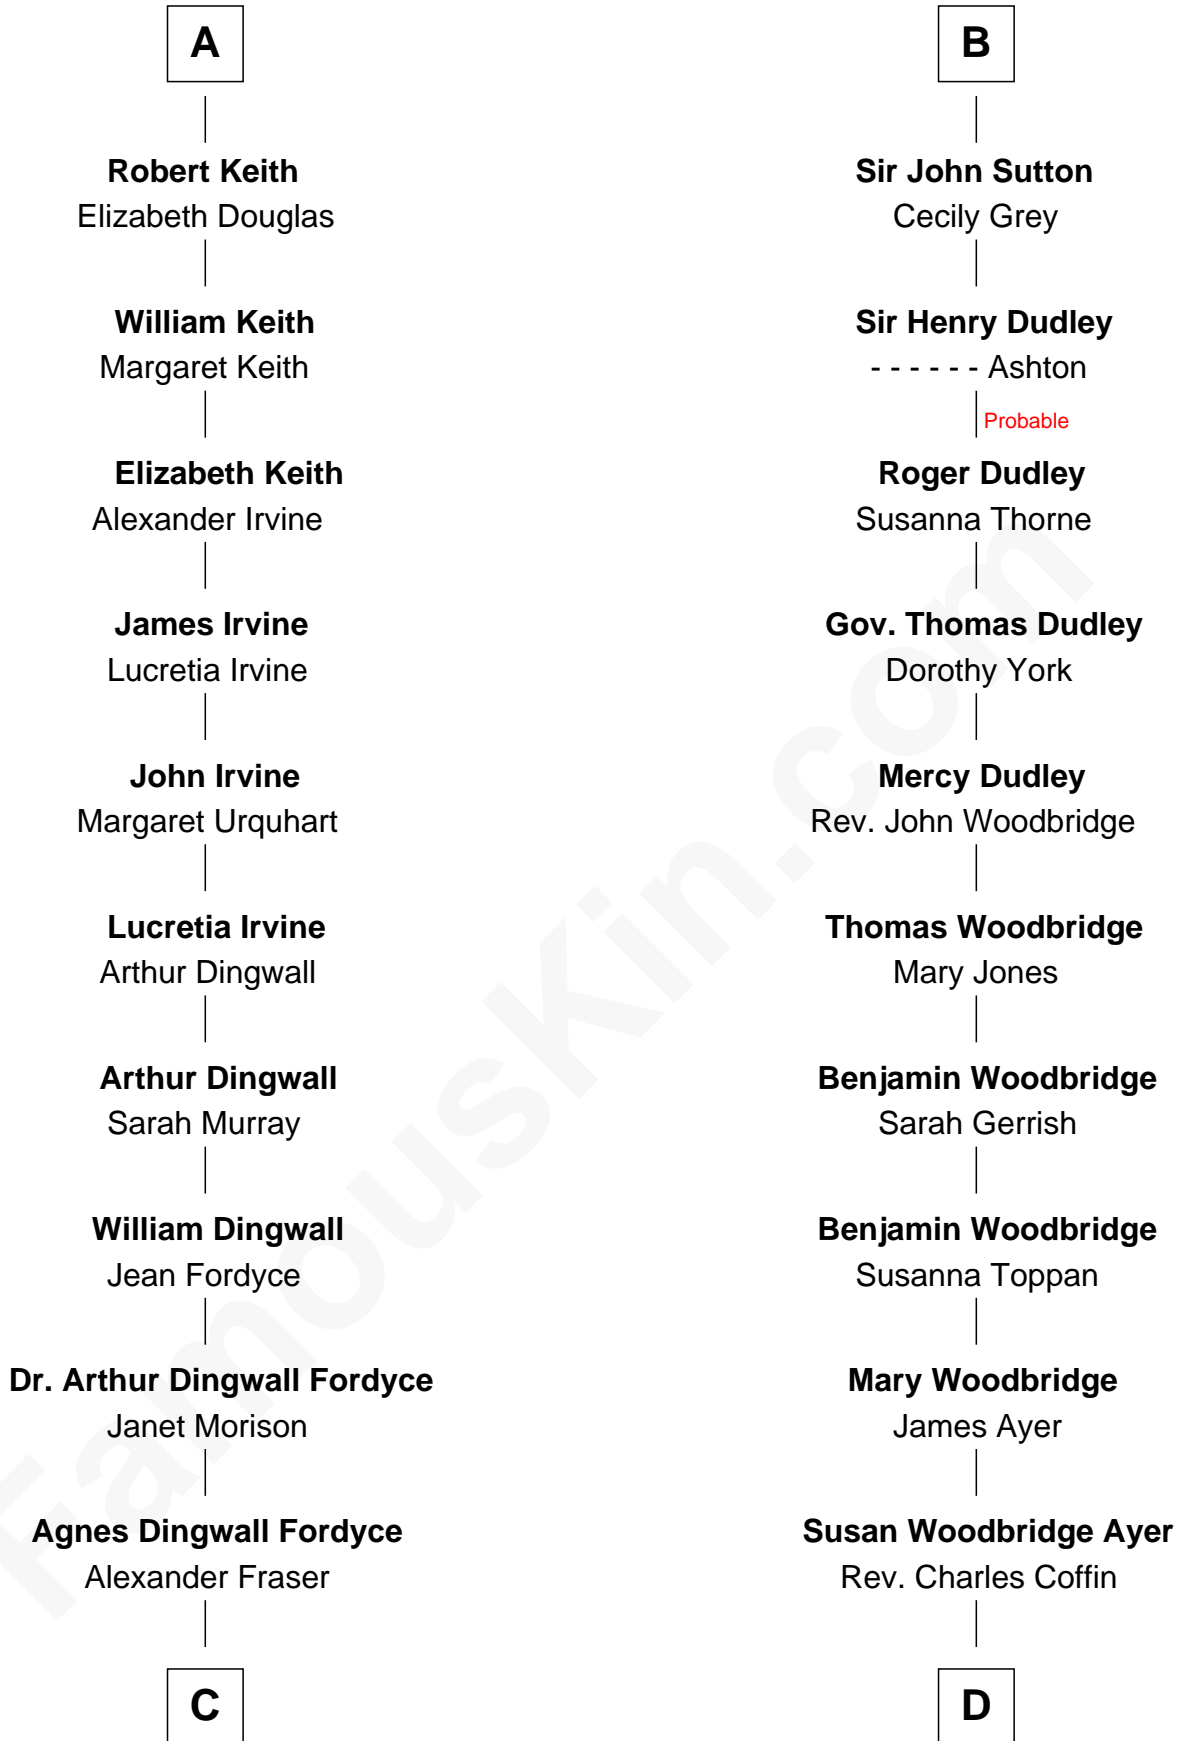 A
Robert Keith
Elizabeth Douglas
William Keith
Margaret Keith
Elizabeth Keith
Alexander Irvine
James Irvine
Lucretia Irvine
John Irvine
Margaret Urquhart
Lucretia Irvine
Arthur Dingwall
Arthur Dingwall
Sarah Murray
William Dingwall
Jean Fordyce
Dr. Arthur Dingwall Fordyce
Janet Morison
Agnes Dingwall Fordyce
Alexander Fraser
C
B
Sir John Sutton
Cecily Grey
Sir Henry Dudley
- - - - - - Ashton
Probable
Roger Dudley
Susanna Thorne
Gov. Thomas Dudley
Dorothy York
Mercy Dudley
Rev. John Woodbridge
Thomas Woodbridge
Mary Jones
Benjamin Woodbridge
Sarah Gerrish
Benjamin Woodbridge
Susanna Toppan
Mary Woodbridge
James Ayer
Susan Woodbridge Ayer
Rev. Charles Coffin
D
FamousKin.com